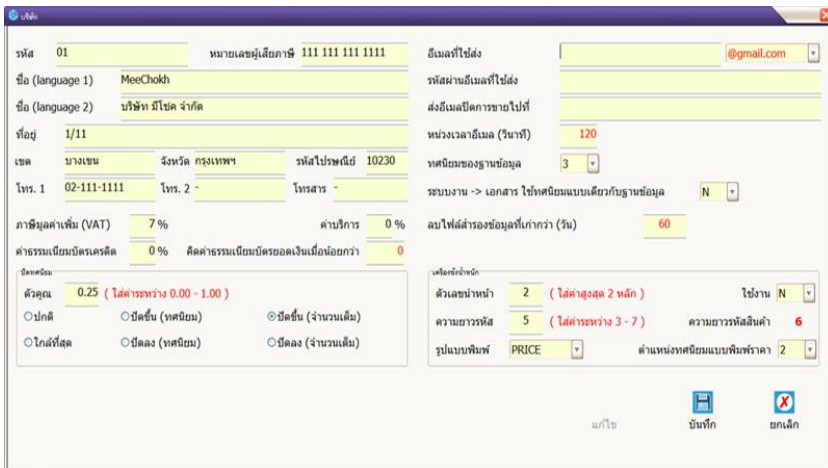 บริษัท
รหัส 01 หมายเลขผู้เสียภาษี 111 111 111 1111
ชื่อ (language 1) MeeChokh
ชื่อ (language 2) บริษัท มีโชค จำกัด
ที่อยู่ 1/11
เขต บางเขน จังหวัด กรุงเทพฯ รหัสไปรษณีย์ 10230
โทร. 1 02-111-1111 โทร. 2 - โทรสาร -
ภาษีมูลค่าเพิ่ม (VAT) 7 % ค่าบริการ 0 %
ค่าธรรมเนียมบัตรเครดิต 0 % คิดค่าธรรมเนียมบัตรยอดเงินเมื่อน้อยกว่า 0
ปัดทศนิยม
ตัวคูณ 0.25 ( ใส่ค่าระหว่าง 0.00 - 1.00 )
ปกติ ปัดขึ้น (ทศนิยม) ปัดขึ้น (จำนวนเต็ม)
ใกล้ที่สุด ปัดลง (ทศนิยม) ปัดลง (จำนวนเต็ม)
อีเมลที่ใช้ส่ง @gmail.com
รหัสผ่านอีเมลที่ใช้ส่ง
ส่งอีเมลปิดการขายไปที่
หน่วงเวลาอีเมล (วินาที) 120
ทศนิยมของฐานข้อมูล 3
ระบบงาน -> เอกสาร ใช้ทศนิยมแบบเดียวกับฐานข้อมูล N
ลบไฟล์สำรองข้อมูลที่เก่ากว่า (วัน) 60
เครื่องชั่งน้ำหนัก
ตัวเลขนำหน้า 2 ( ใส่ค่าสูงสุด 2 หลัก ) ใช้งาน N
ความยาวรหัส 5 ( ใส่ค่าระหว่าง 3 - 7 ) ความยาวรหัสสินค้า 6
รูปแบบพิมพ์ PRICE ตำแหน่งทศนิยมแบบพิมพ์ราคา 2
แก้ไข บันทึก ยกเลิก